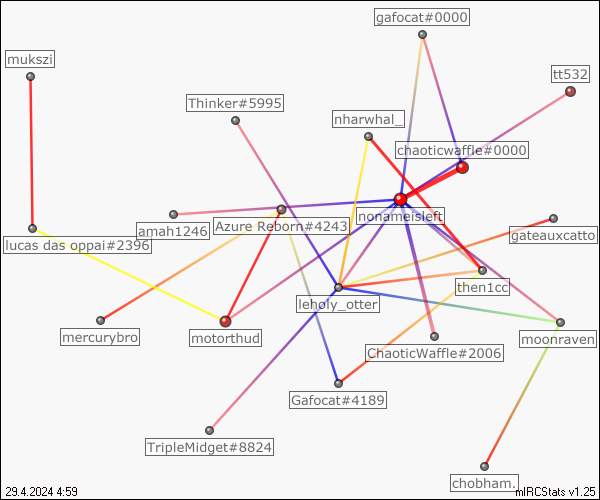 gafocat#0000
mukszi
tt532
Thinker#5995
nharwhal_
chaoticwaffle#0000
nonameisleft
amah1246
Azure Reborn#4243
gateauxcatto
lucas das oppai#2396
then1cc
leholy_otter
mercurybro
motorthud
moonraven
ChaoticWaffle#2006
Gafocat#4189
TripleMidget#8824
chobham.
29.4.2024 4:59
mIRCStats v1.25